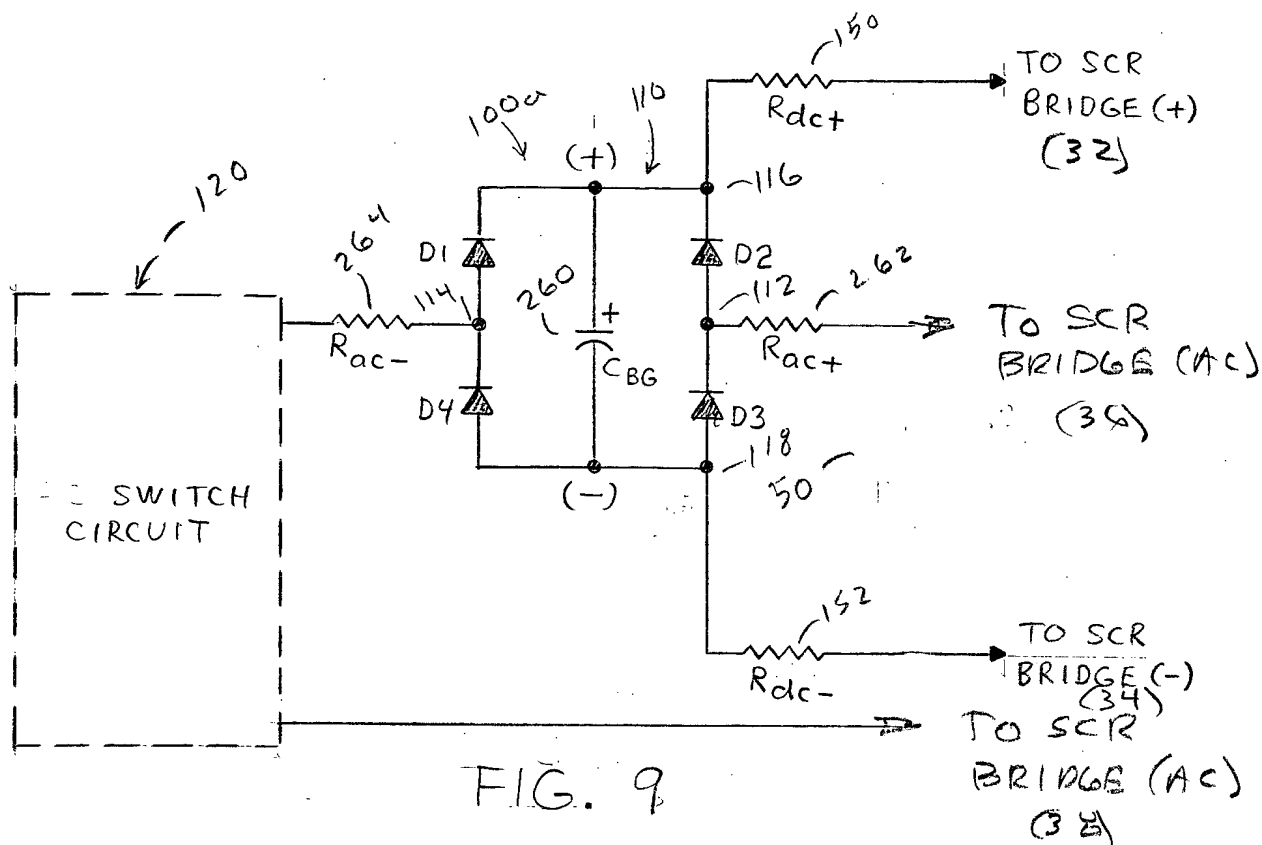 150
TO SCR
BRIDGE (+)
(32)
Rdc+
100a
110
(+)
116
120
264
D1
D2
262
114
260
+
112
Rac-
CBG
Rac+
TO SCR
BRIDGE (AC)
(36)
D4
D3
118
50
(-)
SWITCH
CIRCUIT
152
TO SCR
BRIDGE (-)
(34)
Rdc-
TO SCR
BRIDGE (AC)
FIG. 9